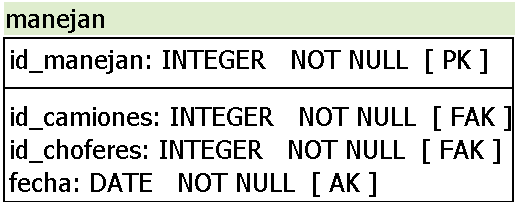 manejan
id_manejan: INTEGER NOT NULL [ PK ]
id_camiones: INTEGER NOT NULL [ FAK ]
id_choferes: INTEGER NOT NULL [ FAK ]
fecha: DATE NOT NULL [ AK ]